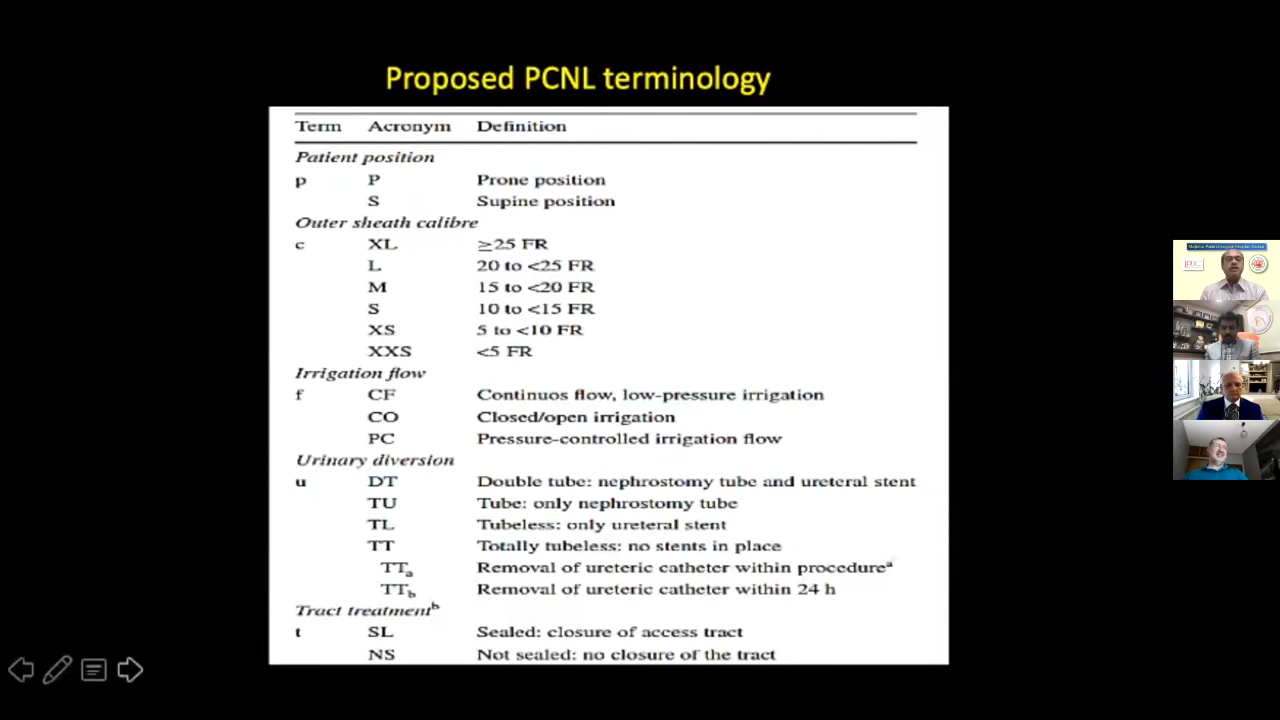 Proposed PCNL terminology
Term Acronym Definition
Patient position
p P Prone position
S Supine position
Outer sheath calibre
c XL ≥25 FR
L 20 to <25 FR
M 15 to <20 FR
S 10 to <15 FR
XS 5 to <10 FR
XXS <5 FR
Irrigation flow
f CF Continuos flow, low-pressure irrigation
CO Closed/open irrigation
PC Pressure-controlled irrigation flow
Urinary diversion
u DT Double tube: nephrostomy tube and ureteral stent
TU Tube: only nephrostomy tube
TL Tubeless: only ureteral stent
TT Totally tubeless: no stents in place
TTa Removal of ureteric catheter within procedureª
TTb Removal of ureteric catheter within 24 h
Tract treatmentᵇ
t SL Sealed: closure of access tract
NS Not sealed: no closure of the tract